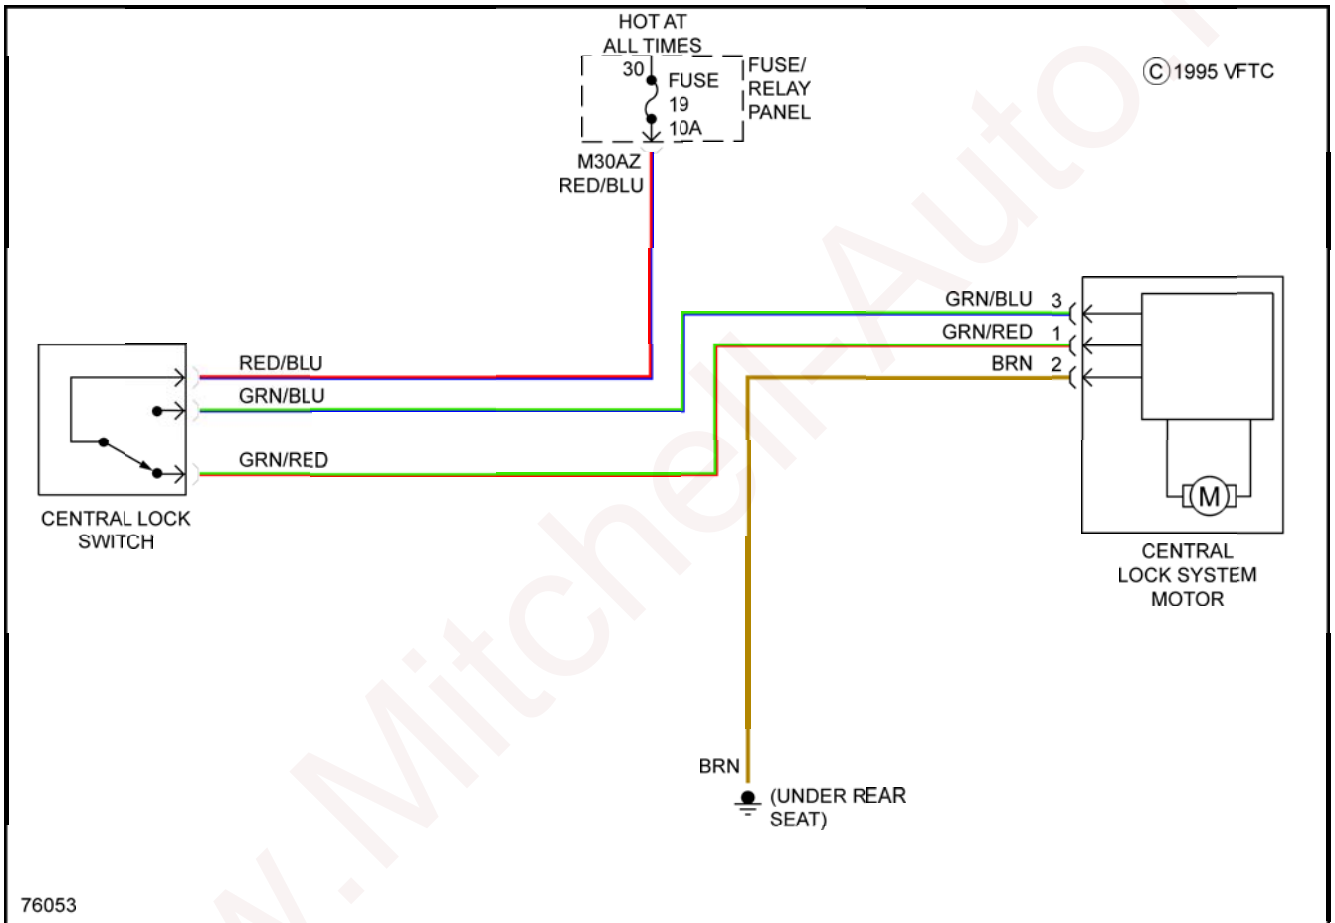 HOT AT
ALL TIMES
30
FUSE
19
10A
FUSE/
RELAY
PANEL
© 1995 VFTC
M30AZ
RED/BLU
RED/BLU
GRN/BLU
GRN/RED
CENTRAL LOCK
SWITCH
GRN/BLU 3
GRN/RED 1
BRN 2
M
CENTRAL
LOCK SYSTEM
MOTOR
BRN
(UNDER REAR
SEAT)
76053
w.Mitchell-Auto.r